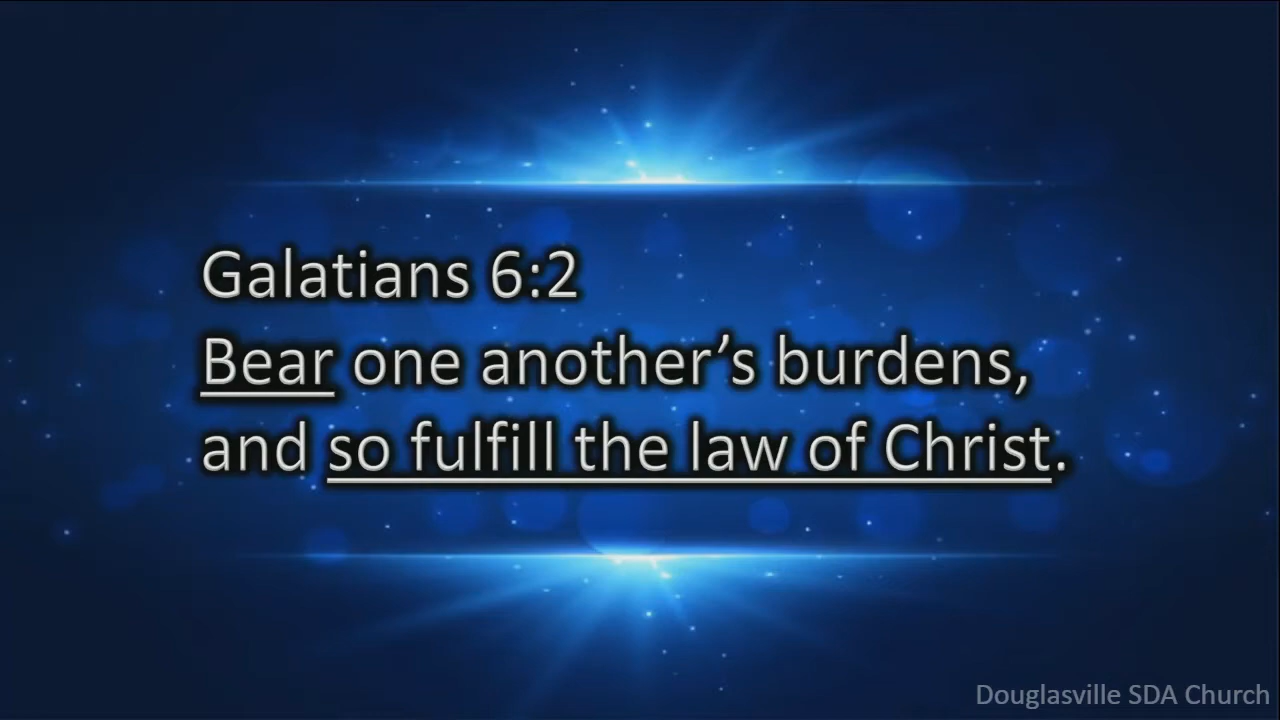 Galatians 6:2
Bear one another’s burdens,
and so fulfill the law of Christ.
Douglasville SDA Church